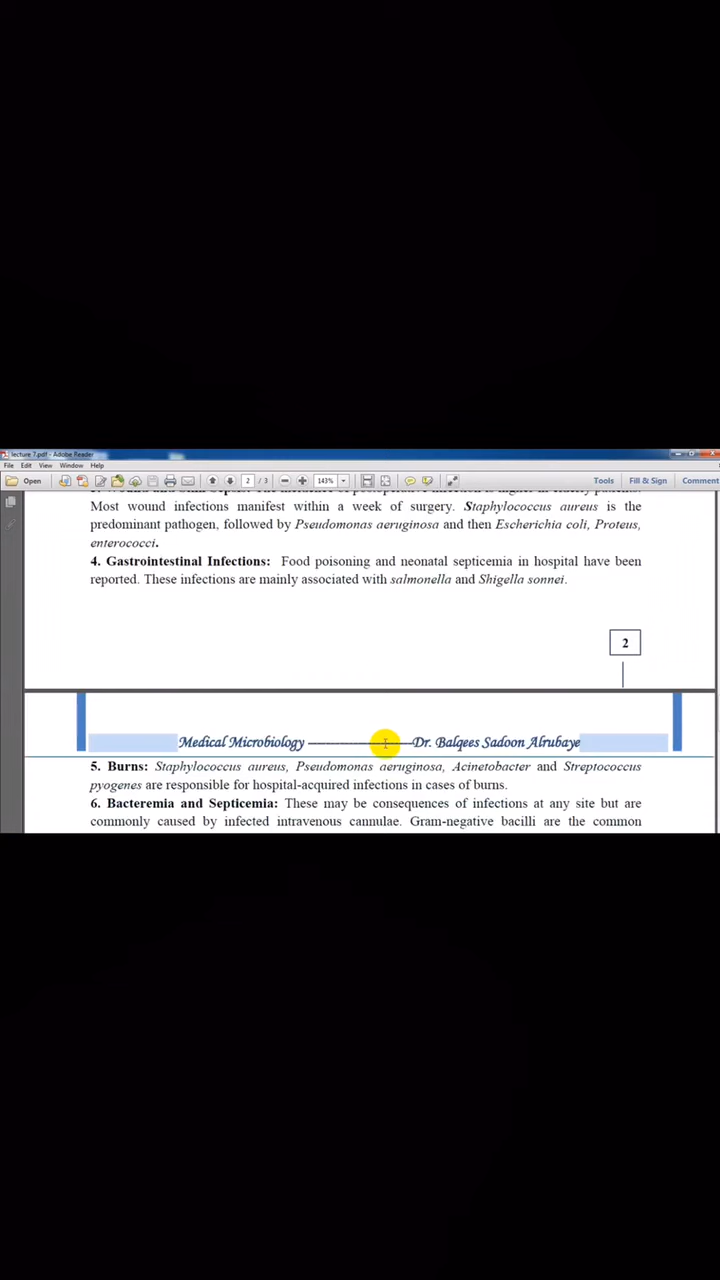 lecture 7.pdf - Adobe Reader
File Edit View Window Help
Open 2 / 3 143% Tools Fill & Sign Comment
Most wound infections manifest within a week of surgery. Staphylococcus aureus is the
predominant pathogen, followed by Pseudomonas aeruginosa and then Escherichia coli, Proteus,
enterococci.
4. Gastrointestinal Infections: Food poisoning and neonatal septicemia in hospital have been
reported. These infections are mainly associated with salmonella and Shigella sonnei.
2
Medical Microbiology ---------------------Dr. Balqees Sadoon Alrubaye
5. Burns: Staphylococcus aureus, Pseudomonas aeruginosa, Acinetobacter and Streptococcus
pyogenes are responsible for hospital-acquired infections in cases of burns.
6. Bacteremia and Septicemia: These may be consequences of infections at any site but are
commonly caused by infected intravenous cannulae. Gram-negative bacilli are the common